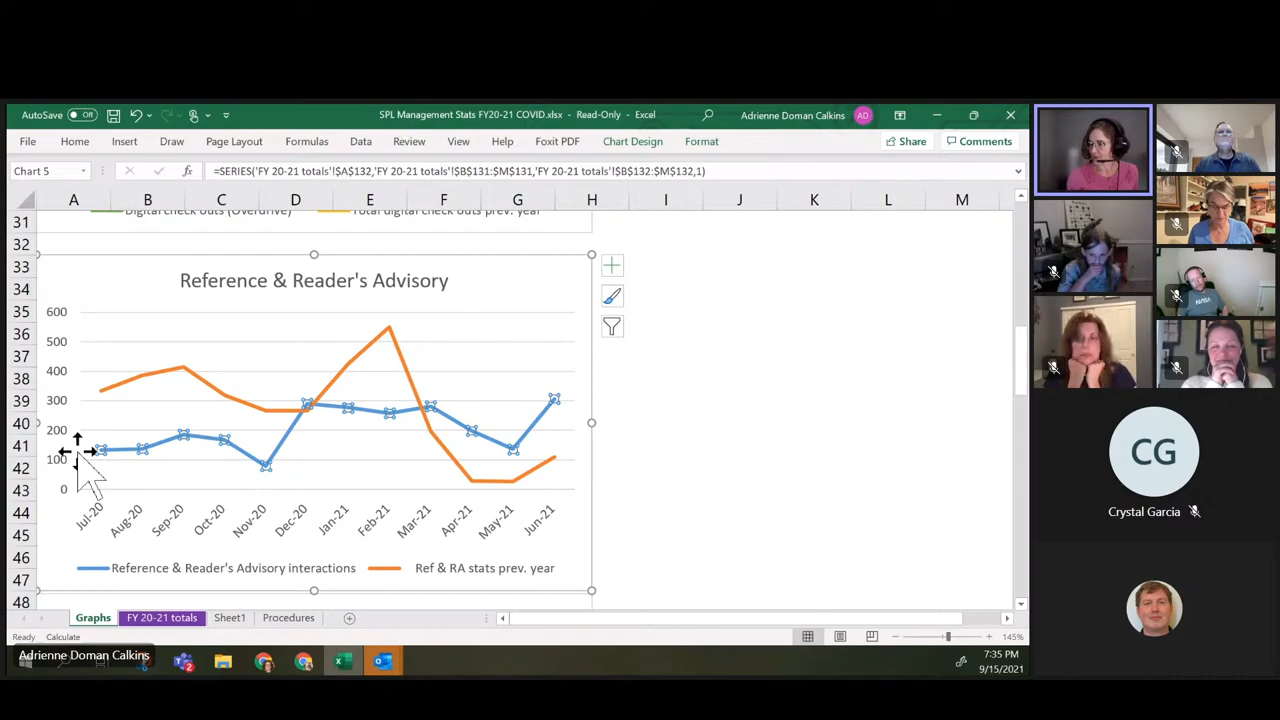 AutoSave Off SPL Management Stats FY20-21 COVID.xlsx - Read-Only - Excel Adrienne Doman Calkins AD
File Home Insert Draw Page Layout Formulas Data Review View Help Foxit PDF Chart Design Format Share Comments
Chart 5 fx =SERIES('FY 20-21 totals'!$A$132,'FY 20-21 totals'!$B$131:$M$131,'FY 20-21 totals'!$B$132:$M$132,1)
A B C D E F G H I J K L M
31 Digital check outs (Overdrive) Total digital check outs prev. year
32
33
34
35
36
37
38
39
40
41
42
43
44
45
46
47
48
Reference & Reader's Advisory
600
500
400
300
200
100
0
Jul-20 Aug-20 Sep-20 Oct-20 Nov-20 Dec-20 Jan-21 Feb-21 Mar-21 Apr-21 May-21 Jun-21
Reference & Reader's Advisory interactions Ref & RA stats prev. year
Graphs FY 20-21 totals Sheet1 Procedures
Ready Calculate 145%
Adrienne Doman Calkins
7:35 PM
9/15/2021
CG
Crystal Garcia